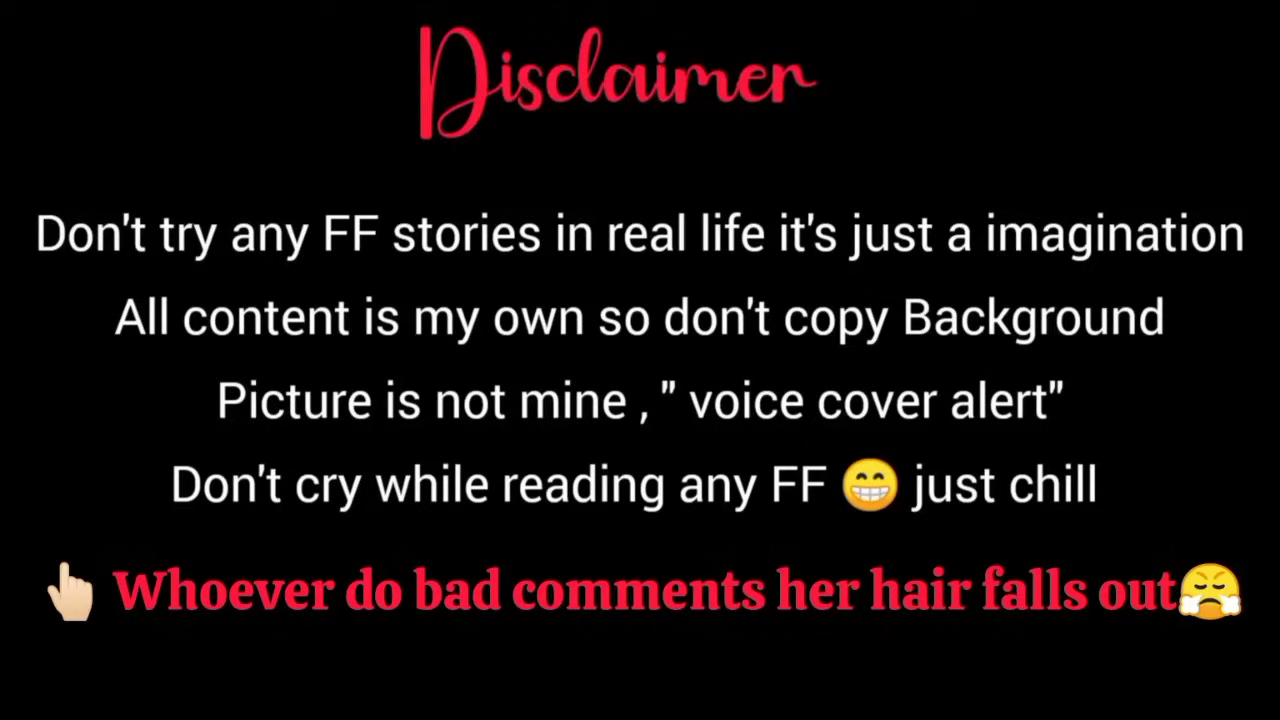 Disclaimer
Don't try any FF stories in real life it's just a imagination
All content is my own so don't copy Background
Picture is not mine , " voice cover alert"
Don't cry while reading any FF 😁 just chill
👆🏻 Whoever do bad comments her hair falls out😤